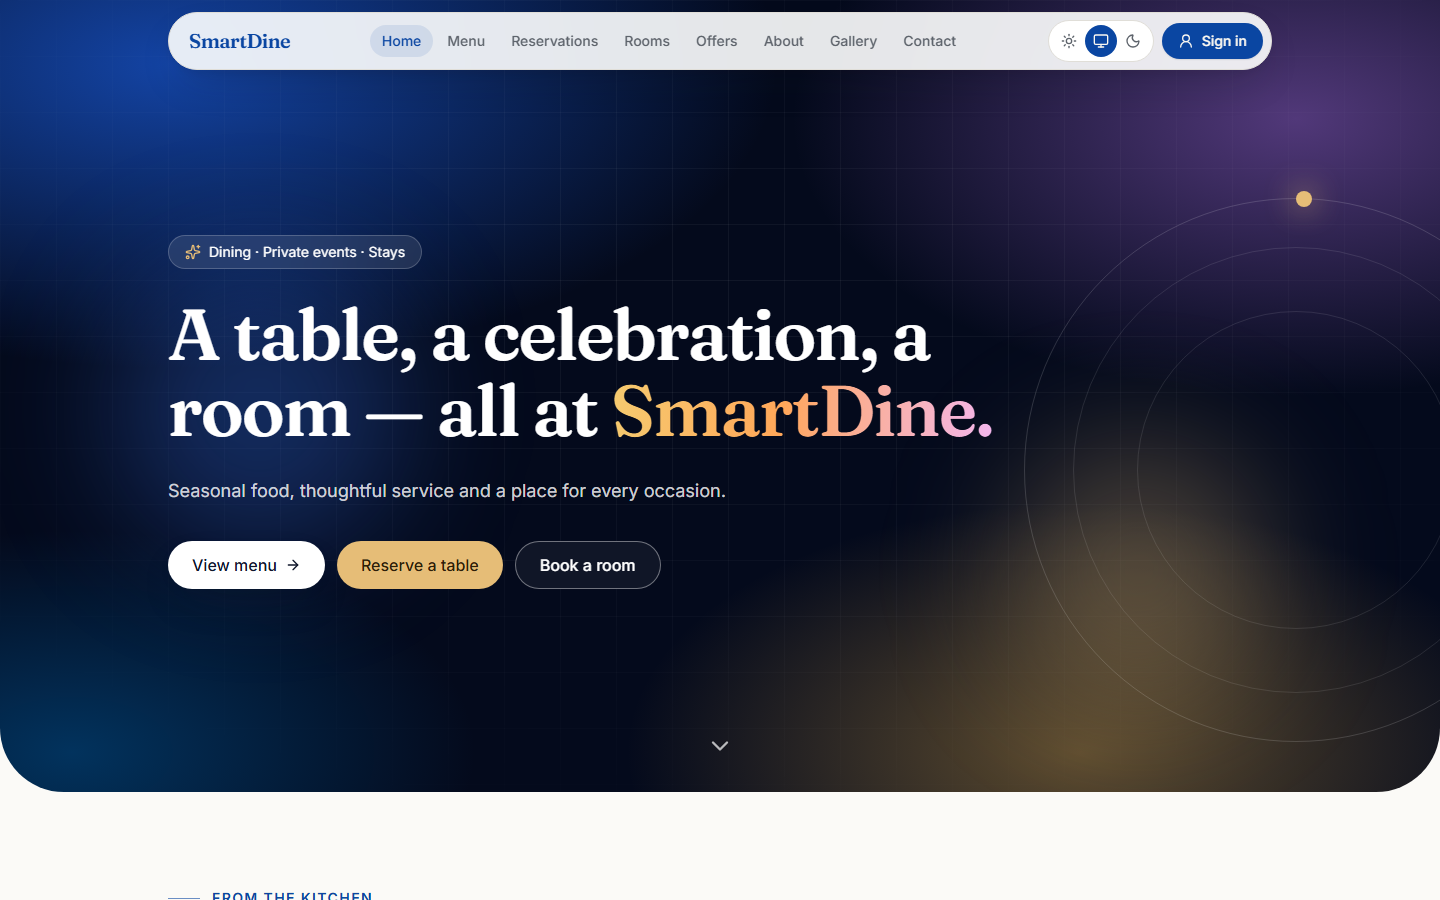 SmartDine
Home
Menu
Reservations
Rooms
Offers
About
Gallery
Contact
Sign in
Dining · Private events · Stays
A table, a celebration, a
room — all at SmartDine.
Seasonal food, thoughtful service and a place for every occasion.
View menu
Reserve a table
Book a room
FROM THE KITCHEN